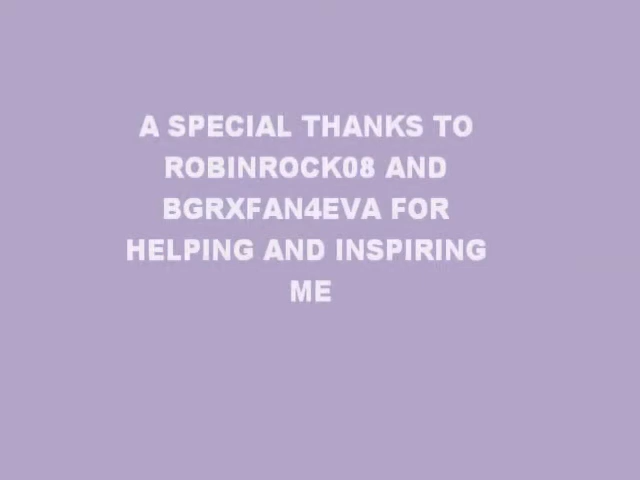 A SPECIAL THANKS TO
ROBINROCK08 AND
BGRXFAN4EVA FOR
HELPING AND INSPIRING
ME